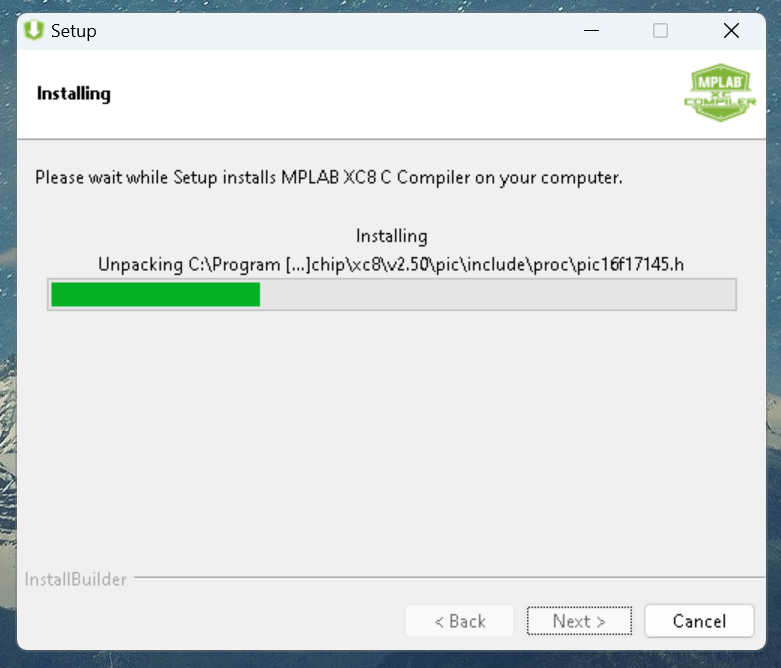 Setup
Installing
MPLAB
XC
COMPILER
Please wait while Setup installs MPLAB XC8 C Compiler on your computer.
Installing
Unpacking C:\Program [...]chip\xc8\v2.50\pic\include\proc\pic16f17145.h
InstallBuilder
< Back
Next >
Cancel